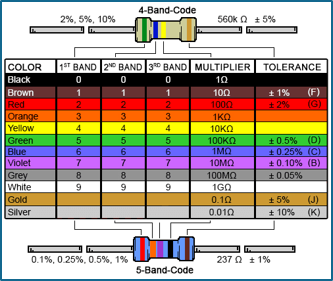 4-Band-Code
2%, 5%, 10% 560k Ω ± 5%
COLOR 1ST BAND 2ND BAND 3RD BAND MULTIPLIER TOLERANCE
Black 0 0 0 1Ω
Brown 1 1 1 10Ω ± 1% (F)
Red 2 2 2 100Ω ± 2% (G)
Orange 3 3 3 1KΩ
Yellow 4 4 4 10KΩ
Green 5 5 5 100KΩ ± 0.5% (D)
Blue 6 6 6 1MΩ ± 0.25% (C)
Violet 7 7 7 10MΩ ± 0.10% (B)
Grey 8 8 8 100MΩ ± 0.05%
White 9 9 9 1GΩ
Gold 0.1Ω ± 5% (J)
Silver 0.01Ω ± 10% (K)
0.1%, 0.25%, 0.5%, 1% 237 Ω ± 1%
5-Band-Code